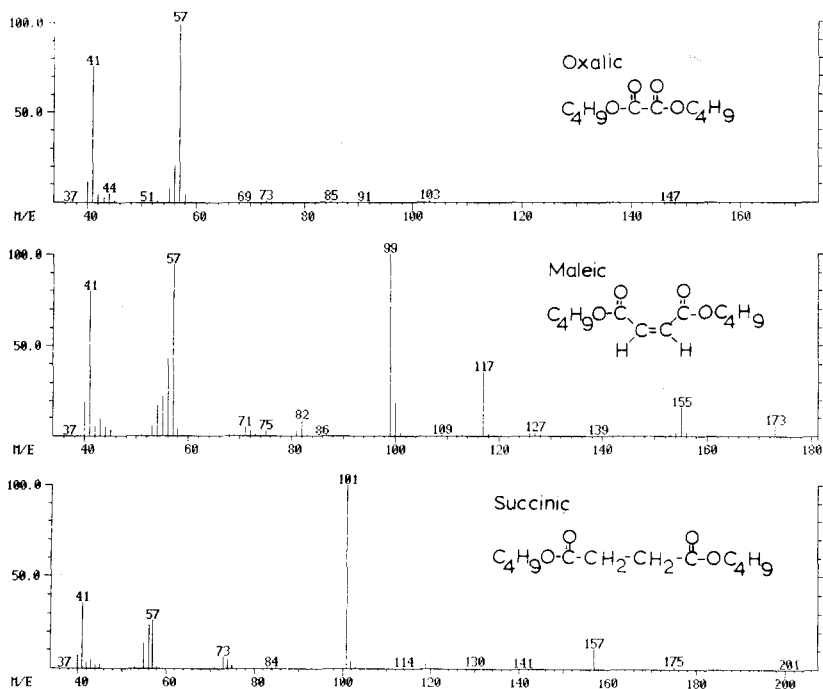 100.0
57
41
50.0
Oxalic
O O
C4H9O-C-C-OC4H9
37 44 51 69 73 85 91 103 147
M/E 40 60 80 100 120 140 160
100.0
57 99
41
50.0
Maleic
O O
C4H9O-C C-OC4H9
C=C
H H
117
155
37 71 75 82 86 109 127 139 173
M/E 40 60 80 100 120 140 160 180
100.0
101
50.0
Succinic
O O
C4H9O-C-CH2-CH2-C-OC4H9
41
57
37 73 84 114 130 141 157 175 201
M/E 40 60 80 100 120 140 160 180 200